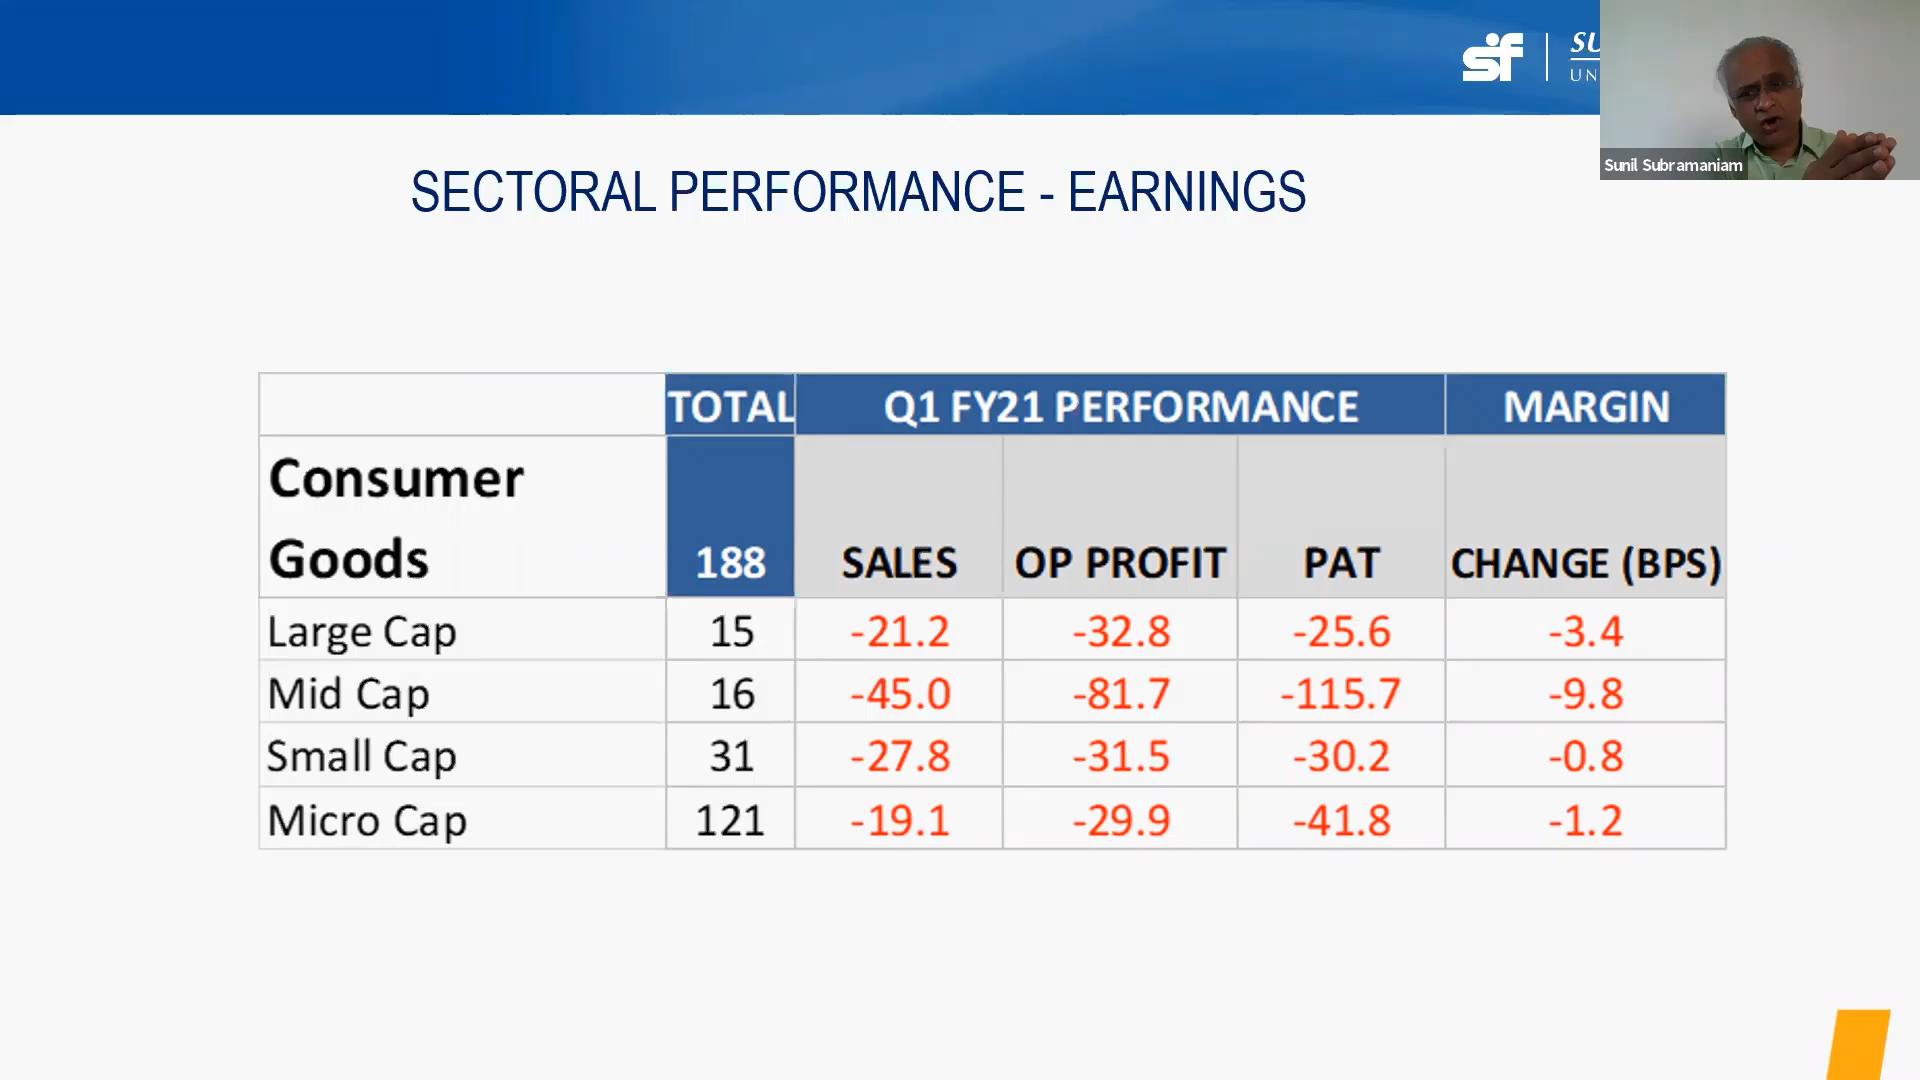 sf
SU
UN
Sunil Subramaniam
SECTORAL PERFORMANCE - EARNINGS
TOTAL Q1 FY21 PERFORMANCE MARGIN
Consumer
Goods 188 SALES OP PROFIT PAT CHANGE (BPS)
Large Cap 15 -21.2 -32.8 -25.6 -3.4
Mid Cap 16 -45.0 -81.7 -115.7 -9.8
Small Cap 31 -27.8 -31.5 -30.2 -0.8
Micro Cap 121 -19.1 -29.9 -41.8 -1.2